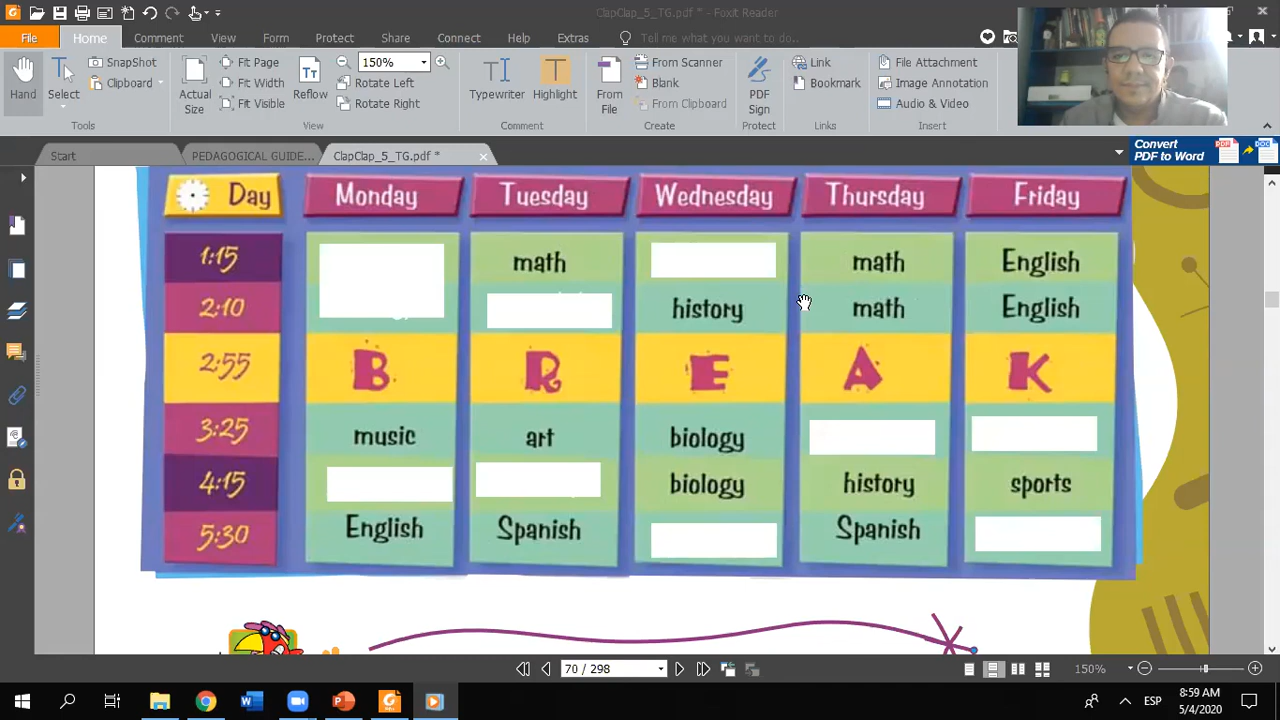 ClapClap_5_TG.pdf * - Foxit Reader
File Home Comment View Form Protect Share Connect Help Extras Tell me what you want to do..
Hand
Select
SnapShot
Clipboard
Tools
Actual Size
Fit Page
Fit Width
Fit Visible
Reflow
150%
Rotate Left
Rotate Right
View
Typewriter
Highlight
Comment
From File
From Scanner
Blank
From Clipboard
Create
PDF Sign
Protect
Link
Bookmark
Links
File Attachment
Image Annotation
Audio & Video
Insert
Start PEDAGOGICAL GUIDE... ClapClap_5_TG.pdf *
Convert
PDF to Word
Day Monday Tuesday Wednesday Thursday Friday
1:15 math math English
2:10 history math English
2:55 B R E A K
3:25 music art biology
4:15 biology history sports
5:30 English Spanish Spanish
70 / 298
150%
ESP
8:59 AM
5/4/2020